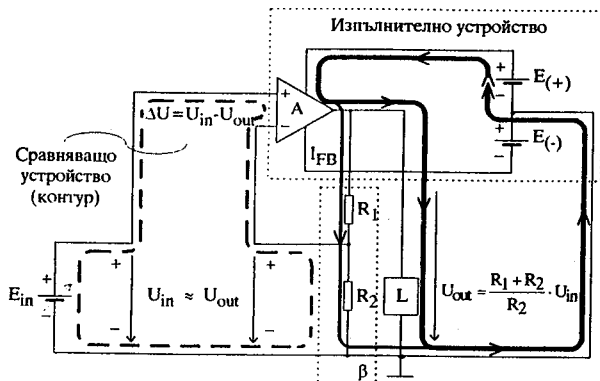 Изпълнително устройство
E(+)
E(-)
A
ΔU=Uin-Uout
IFB
Сравняващо
устройство
(контур)
R1
R2
L
Ein
Uin ≈ Uout
Uout = (R1+R2)/R2 · Uin
β